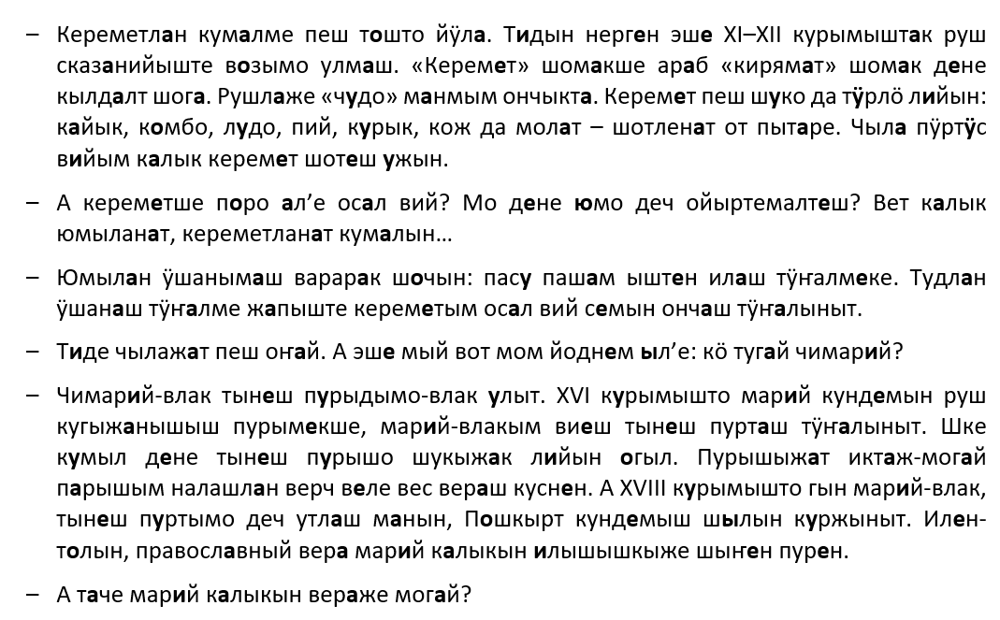 – Кереметлан кумалме пеш тошто йӱла. Тидын нерген эше XI–XII курымыштак руш
сказанийыште возымо улмаш. «Керемет» шомакше араб «кирямат» шомак дене
кылдалт шога. Рушлаже «чудо» манмым ончыкта. Керемет пеш шуко да тӱрлӧ лийын:
кайык, комбо, лудо, пий, курык, кож да молат – шотленат от пытаре. Чыла пӱртӱс
вийым калык керемет шотеш ужын.
– А кереметше поро ал’е осал вий? Мо дене юмо деч ойыртемалтеш? Вет калык
юмыланат, кереметланат кумалын…
– Юмылан ӱшанымаш варарак шочын: пасу пашам ыштен илаш тӱҥалмеке. Тудлан
ӱшанаш тӱҥалме жапыште кереметым осал вий семын ончаш тӱҥалыныт.
– Тиде чылажат пеш оҥай. А эше мый вот мом йоднем ыл’е: кӧ тугай чимарий?
– Чимарий-влак тынеш пурыдымо-влак улыт. XVI курымышто марий кундемын руш
кугыжанышыш пурымекше, марий-влакым виеш тынеш пурташ тӱҥалыныт. Шке
кумыл дене тынеш пурышо шукыжак лийын огыл. Пурышыжат иктаж-могай
парышым налашлан верч веле вес вераш куснен. А XVIII курымышто гын марий-влак,
тынеш пуртымо деч утлаш манын, Пошкырт кундемыш шылын куржыныт. Илен-
толын, православный вера марий калыкын илышышкыже шыҥен пурен.
– А таче марий калыкын вераже могай?